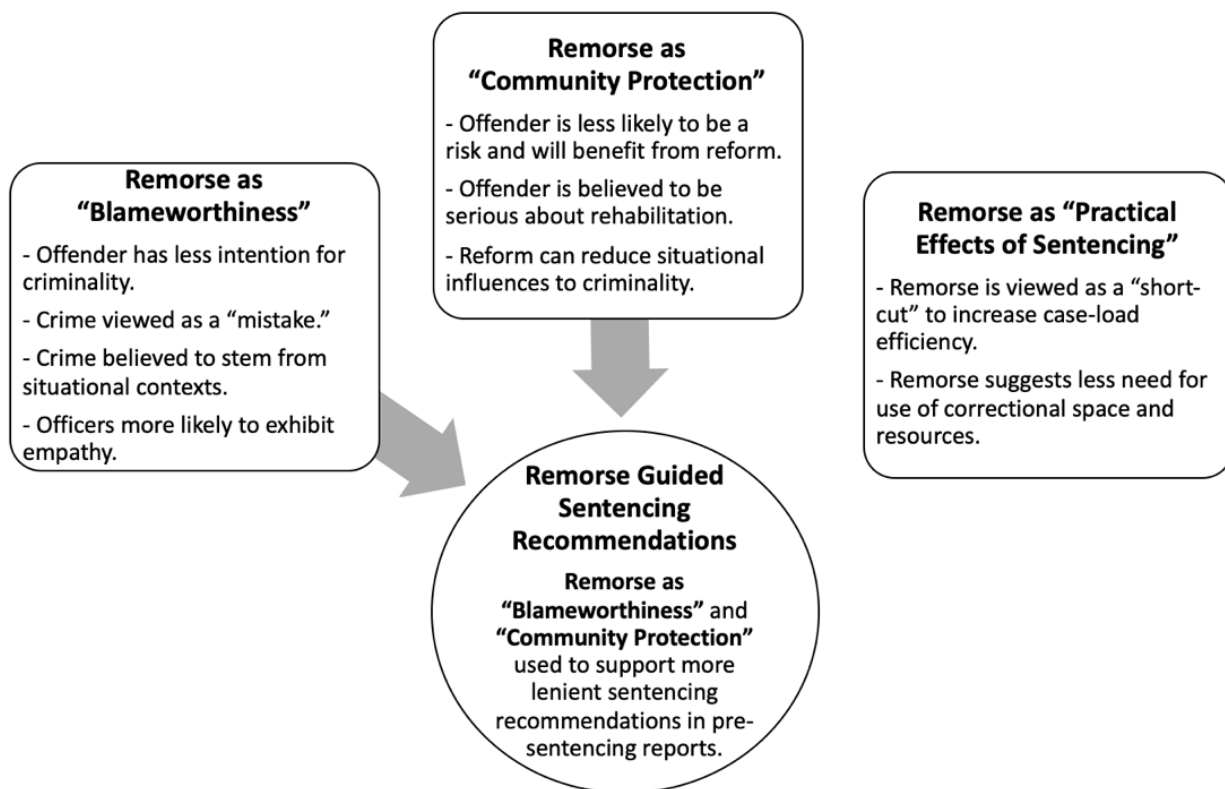 Remorse as
“Blameworthiness”
- Offender has less intention for
criminality.
- Crime viewed as a “mistake.”
- Crime believed to stem from
situational contexts.
- Officers more likely to exhibit
empathy.
Remorse as
“Community Protection”
- Offender is less likely to be a
risk and will benefit from reform.
- Offender is believed to be
serious about rehabilitation.
- Reform can reduce situational
influences to criminality.
Remorse as “Practical
Effects of Sentencing”
- Remorse is viewed as a “short-
cut” to increase case-load
efficiency.
- Remorse suggests less need for
use of correctional space and
resources.
Remorse Guided
Sentencing
Recommendations
Remorse as
“Blameworthiness” and
“Community Protection”
used to support more
lenient sentencing
recommendations in pre-
sentencing reports.